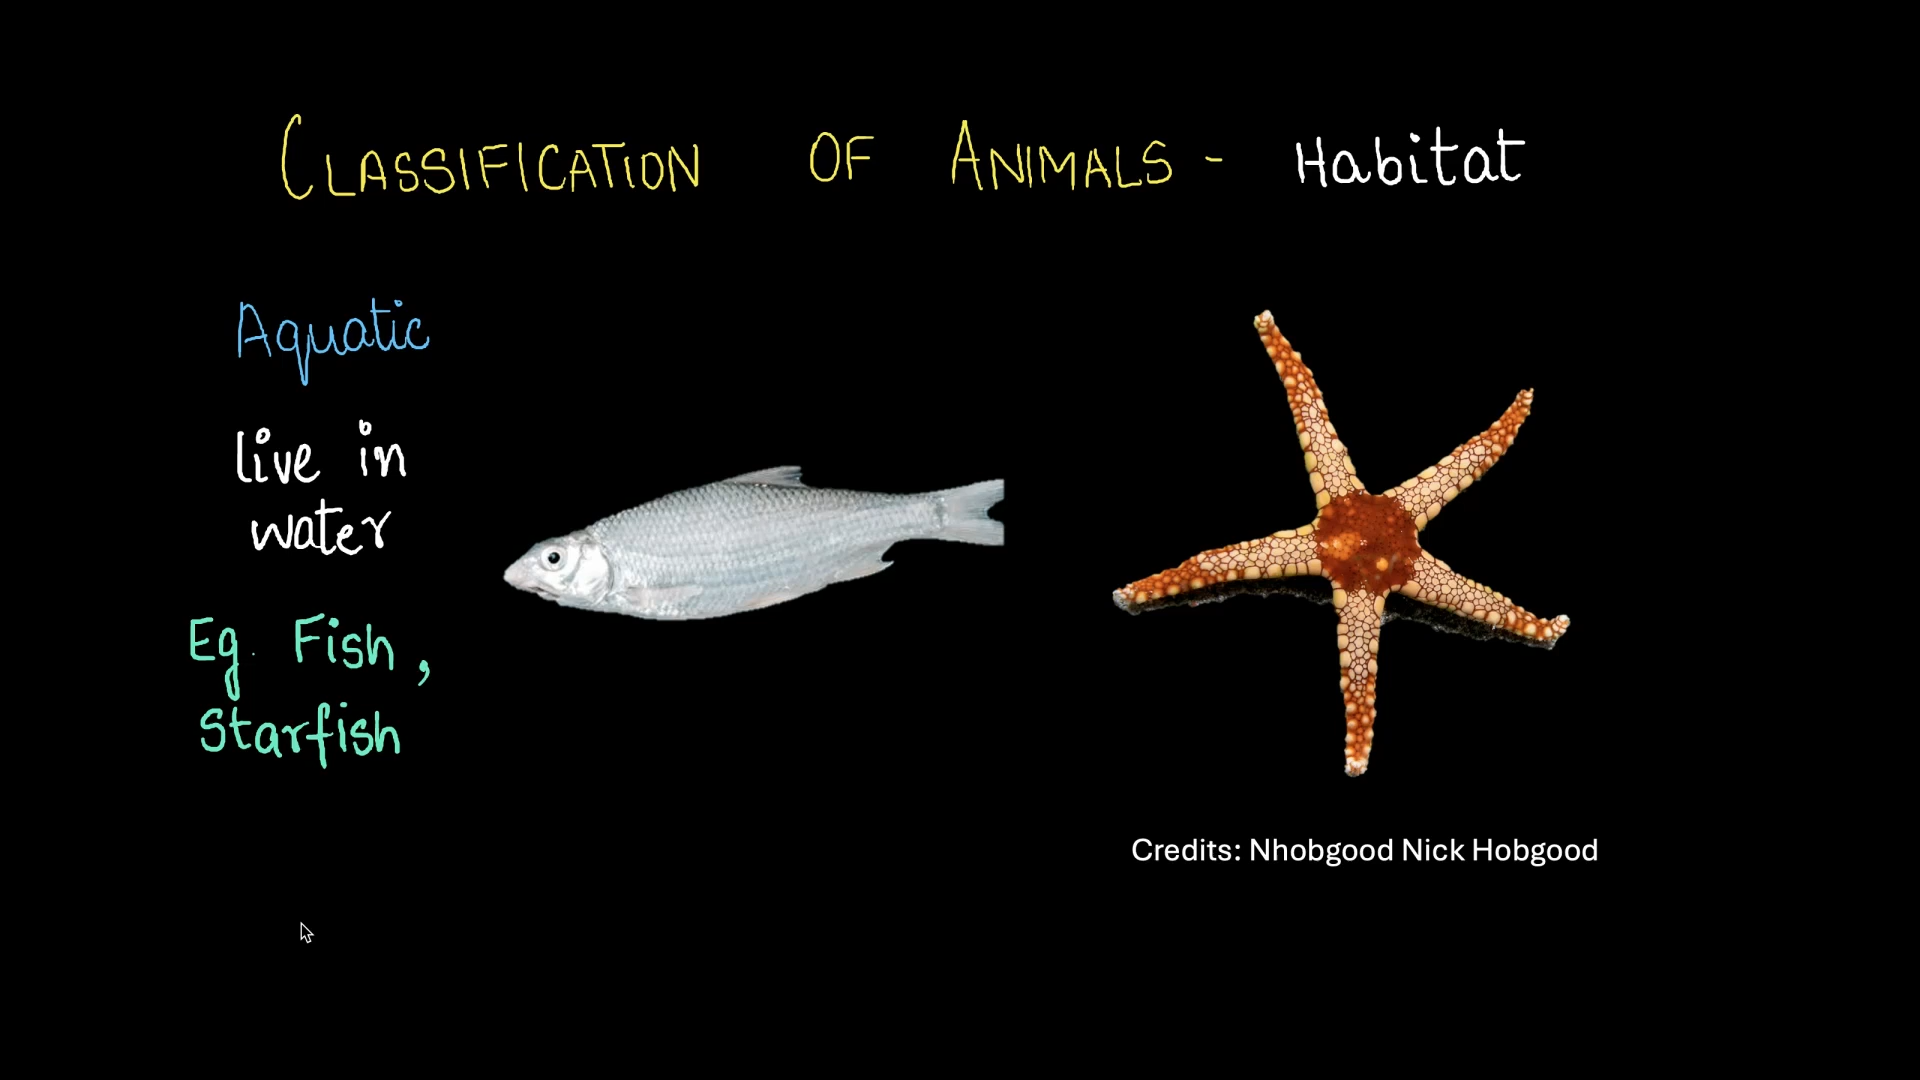 CLASSIFICATION OF ANIMALS - Habitat
Aquatic
live in
water
Eg. Fish,
Starfish
Credits: Nhobgood Nick Hobgood